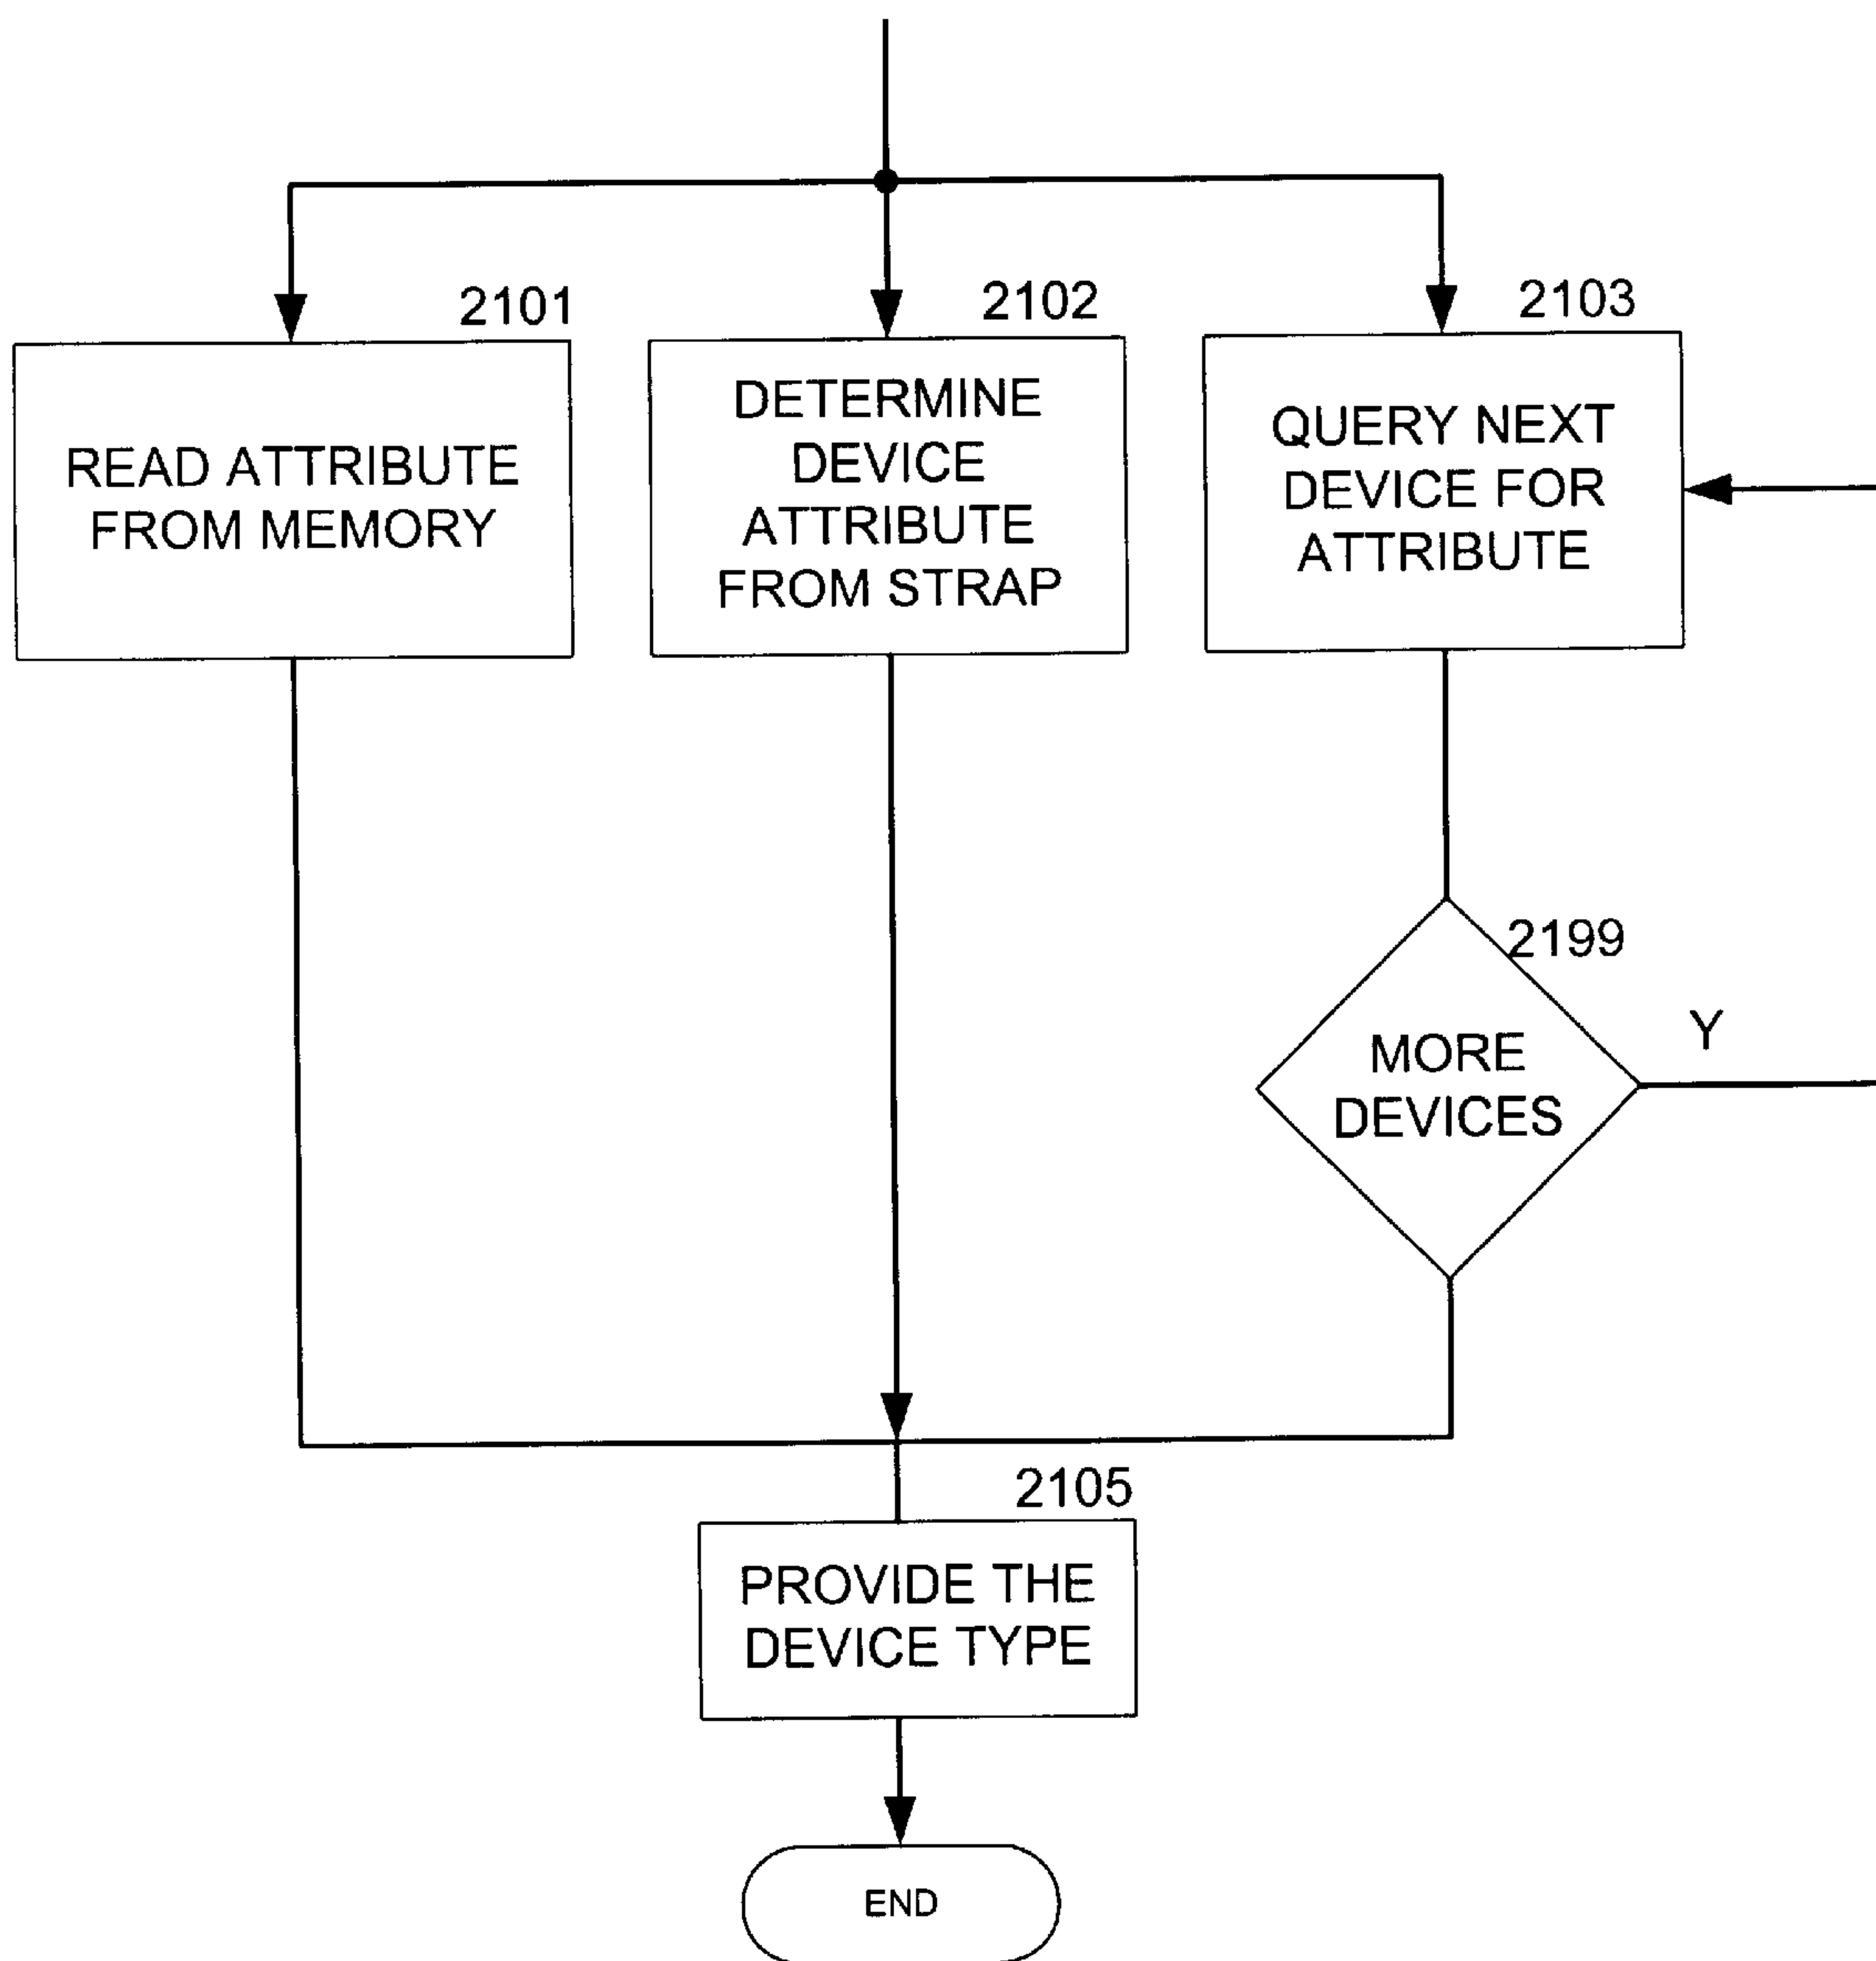 2101
READ ATTRIBUTE
FROM MEMORY
2102
DETERMINE
DEVICE
ATTRIBUTE
FROM STRAP
2103
QUERY NEXT
DEVICE FOR
ATTRIBUTE
2199
MORE
DEVICES
Y
2105
PROVIDE THE
DEVICE TYPE
END